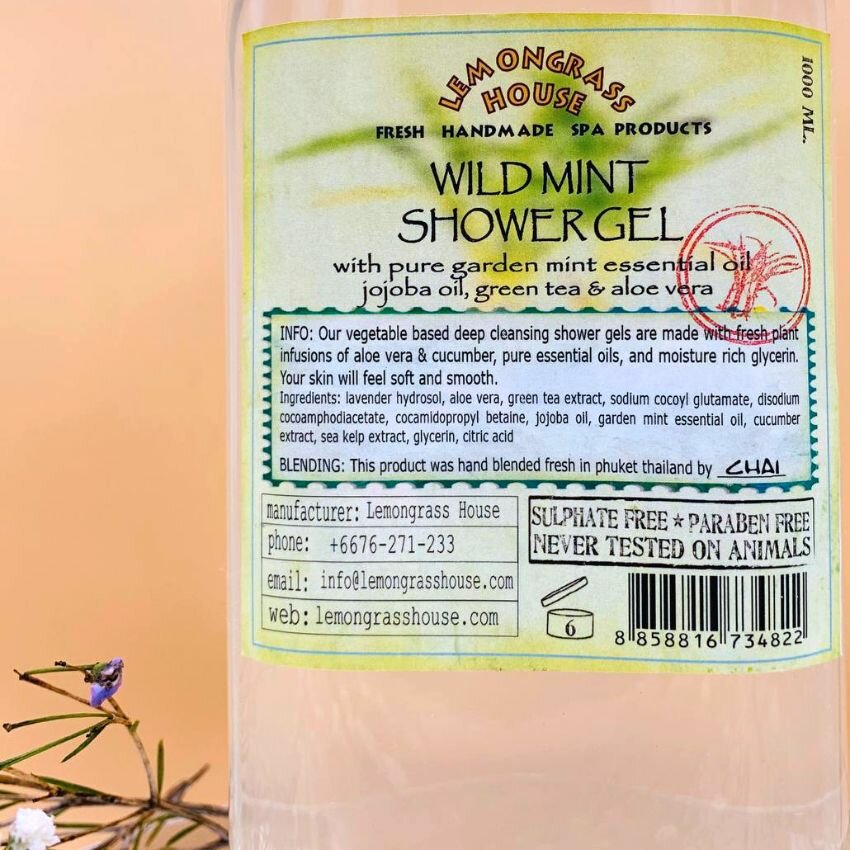 LEMONGRASS
HOUSE
1000 ML.
FRESH HANDMADE SPA PRODUCTS
WILD MINT
SHOWER GEL
with pure garden mint essential oil
jojoba oil, green tea & aloe vera
INFO: Our vegetable based deep cleansing shower gels are made with fresh plant
infusions of aloe vera & cucumber, pure essential oils, and moisture rich glycerin.
Your skin will feel soft and smooth.
Ingredients: lavender hydrosol, aloe vera, green tea extract, sodium cocoyl glutamate, disodium
cocoamphodiacetate, cocamidopropyl betaine, jojoba oil, garden mint essential oil, cucumber
extract, sea kelp extract, glycerin, citric acid
BLENDING: This product was hand blended fresh in phuket thailand by CHAI
manufacturer: Lemongrass House
phone: +6676-271-233
email: info@lemongrasshouse.com
web: lemongrasshouse.com
SULPHATE FREE ★ PARABEN FREE
NEVER TESTED ON ANIMALS
6
8 858816 734822